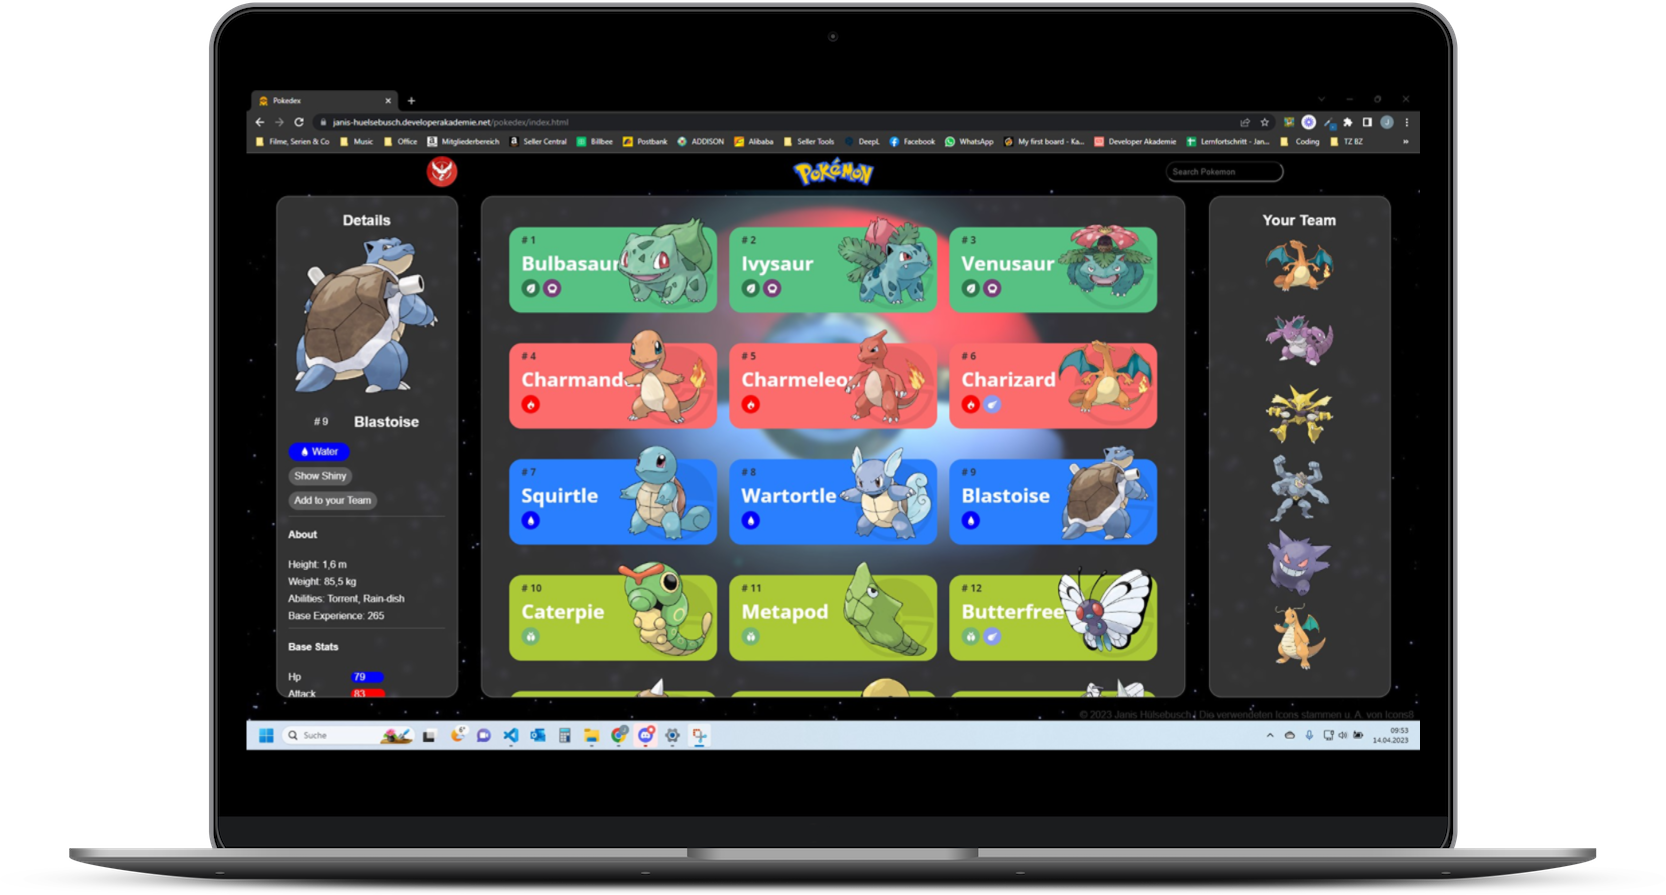 Pokedex
janis-huelsebusch.developerakademie.net/pokedex/index.html
Filme, Serien & Co Music Office Mitgliederbereich Seller Central Billbee Postbank ADDISON Alibaba Seller Tools DeepL Facebook WhatsApp My first board - Ka... Developer Akademie Lernfortschritt - Jan... Coding TZ BZ »
POKéMON
Search Pokemon
Details
# 9 Blastoise
Water
Show Shiny
Add to your Team
About
Height: 1,6 m
Weight: 85,5 kg
Abilities: Torrent, Rain-dish
Base Experience: 265
Base Stats
Hp 79
Attack 83
# 1
Bulbasaur
# 2
Ivysaur
# 3
Venusaur
# 4
Charmand
# 5
Charmeleon
# 6
Charizard
# 7
Squirtle
# 8
Wartortle
# 9
Blastoise
# 10
Caterpie
# 11
Metapod
# 12
Butterfree
Your Team
© 2023 Janis Hülsebusch | Die verwendeten Icons stammen u. A. von Icons8
Suche
09:53
14.04.2023